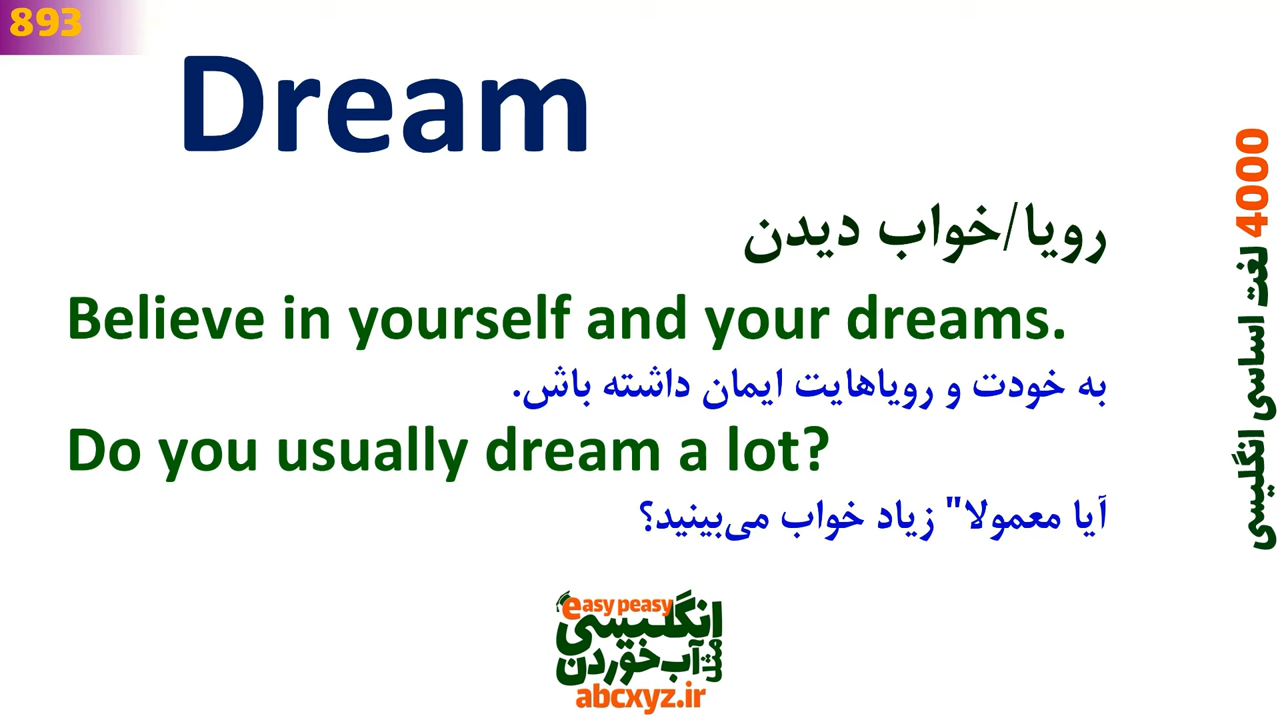 893
Dream
رویا/خواب دیدن
Believe in yourself and your dreams.
به خودت و رویاهایت ایمان داشته باش.
Do you usually dream a lot?
آیا معمولا" زیاد خواب می‌بینید؟
4000 لغت اساسی انگلیسی
easy peasy
انگلیسی
مثل آب خوردن
abcxyz.ir